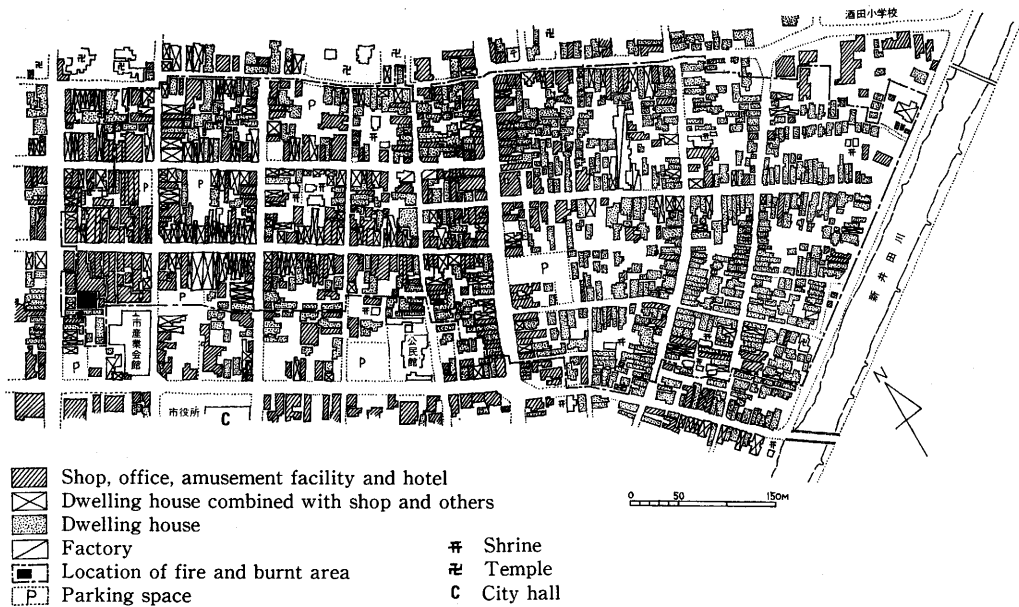 酒田小学校
P
P
P
P
新井田川
P
市産業会館
公民館
P
P
市役所
C
N
Shop, office, amusement facility and hotel
Dwelling house combined with shop and others
Dwelling house
Factory
Location of fire and burnt area
P Parking space
Shrine
卍 Temple
C City hall
0 50 150M